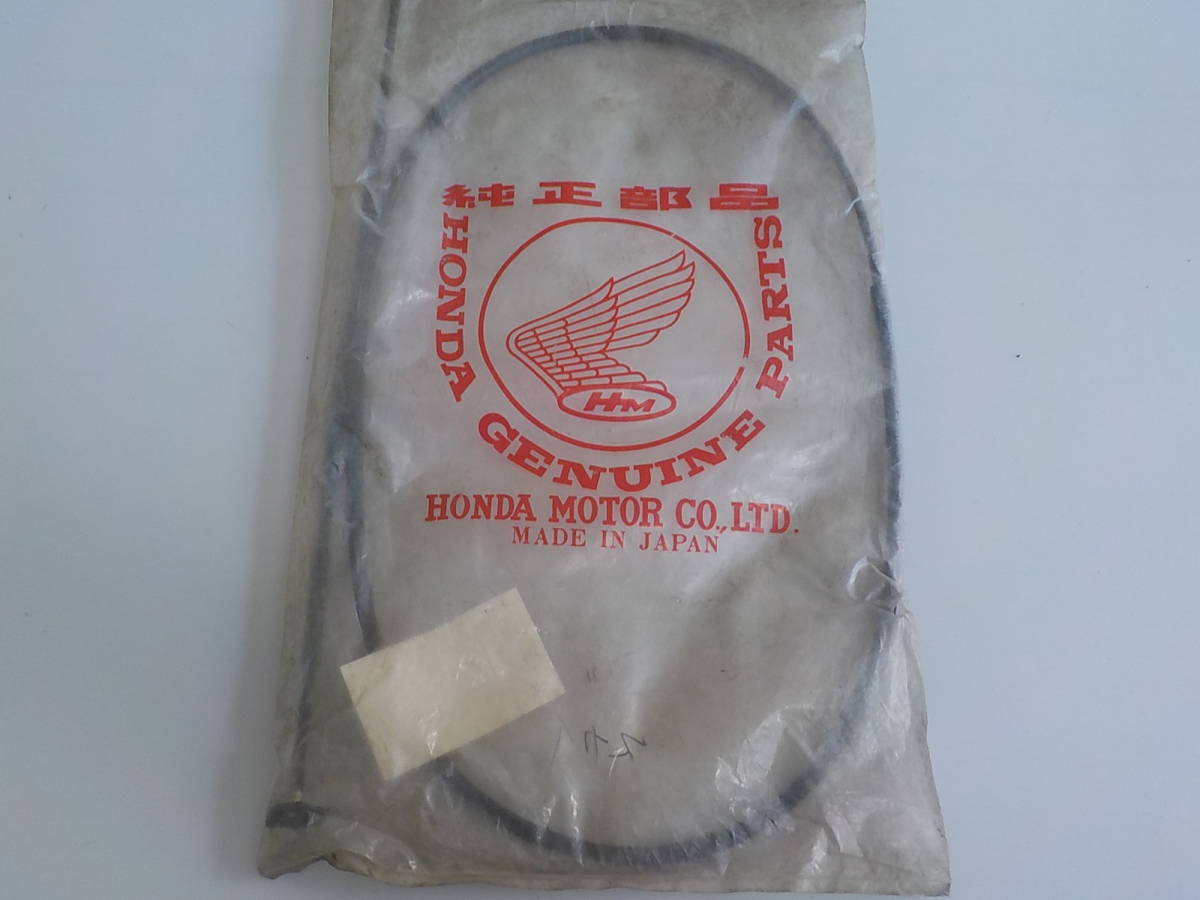 純正部品
HONDA GENUINE PARTS
HM
HONDA MOTOR CO., LTD.
MADE IN JAPAN